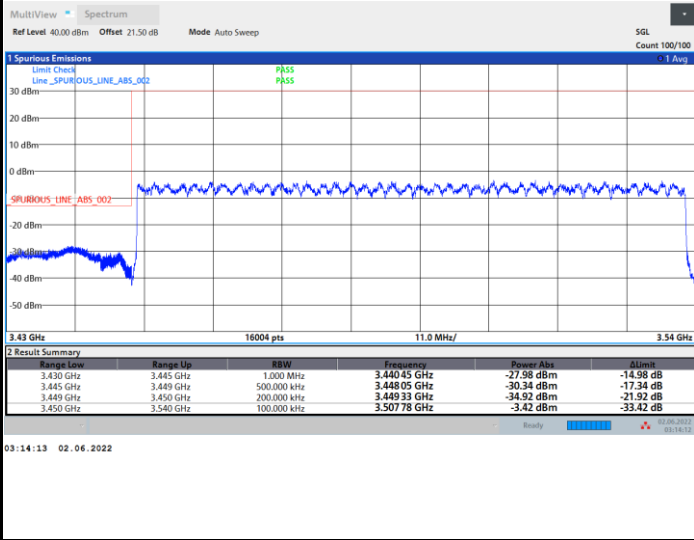 MultiView Spectrum
Ref Level 40.00 dBm Offset 21.50 dB Mode Auto Sweep SGL
Count 100/100
1 Spurious Emissions 1 Avg
Limit Check PASS
Line _SPURIOUS_LINE_ABS_002 PASS
30 dBm
20 dBm
10 dBm
0 dBm
_SPURIOUS_LINE_ABS_002
-20 dBm
-30 dBm
-40 dBm
-50 dBm
3.43 GHz 16004 pts 11.0 MHz/ 3.54 GHz
2 Result Summary
Range Low Range Up RBW Frequency Power Abs ΔLimit
3.430 GHz 3.445 GHz 1.000 MHz 3.440 45 GHz -27.98 dBm -14.98 dB
3.445 GHz 3.449 GHz 500.000 kHz 3.448 05 GHz -30.34 dBm -17.34 dB
3.449 GHz 3.450 GHz 200.000 kHz 3.449 33 GHz -34.92 dBm -21.92 dB
3.450 GHz 3.540 GHz 100.000 kHz 3.507 78 GHz -3.42 dBm -33.42 dB
Ready 02.06.2022
03:14:12
03:14:13 02.06.2022